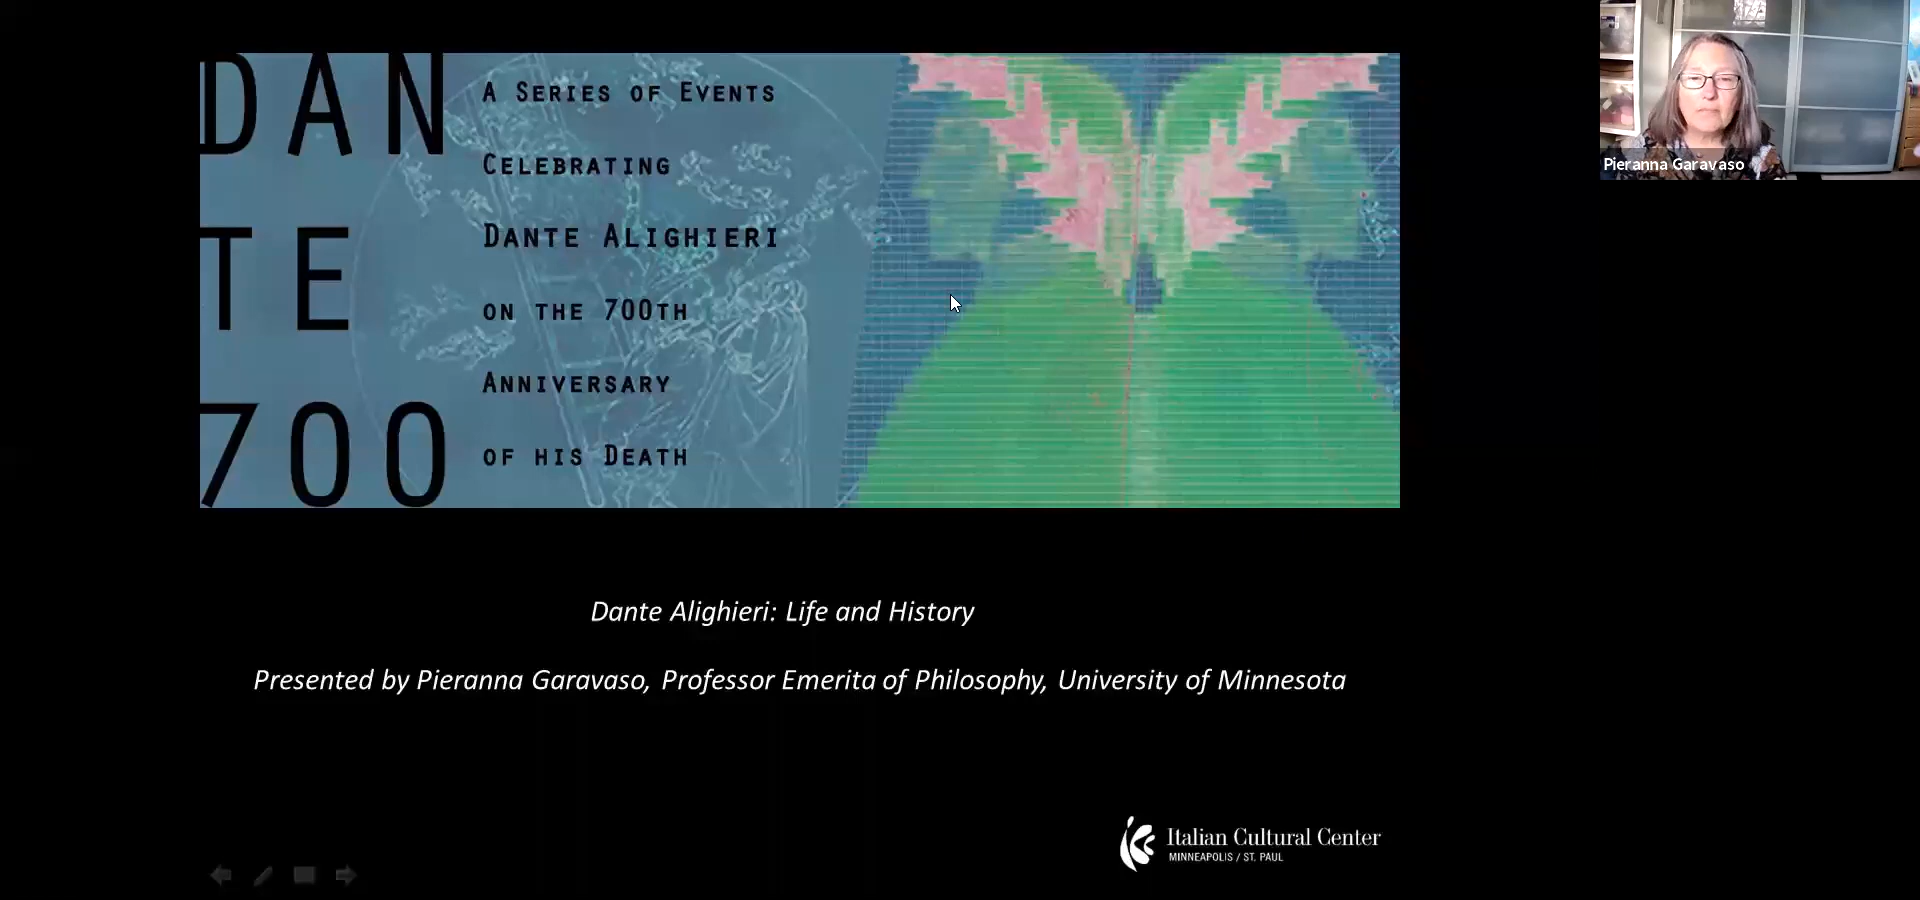 DAN
TE
700
A Series of Events
Celebrating
Dante Alighieri
on the 700th
Anniversary
of his Death
Pieranna Garavaso
Dante Alighieri: Life and History
Presented by Pieranna Garavaso, Professor Emerita of Philosophy, University of Minnesota
Italian Cultural Center
MINNEAPOLIS / ST. PAUL